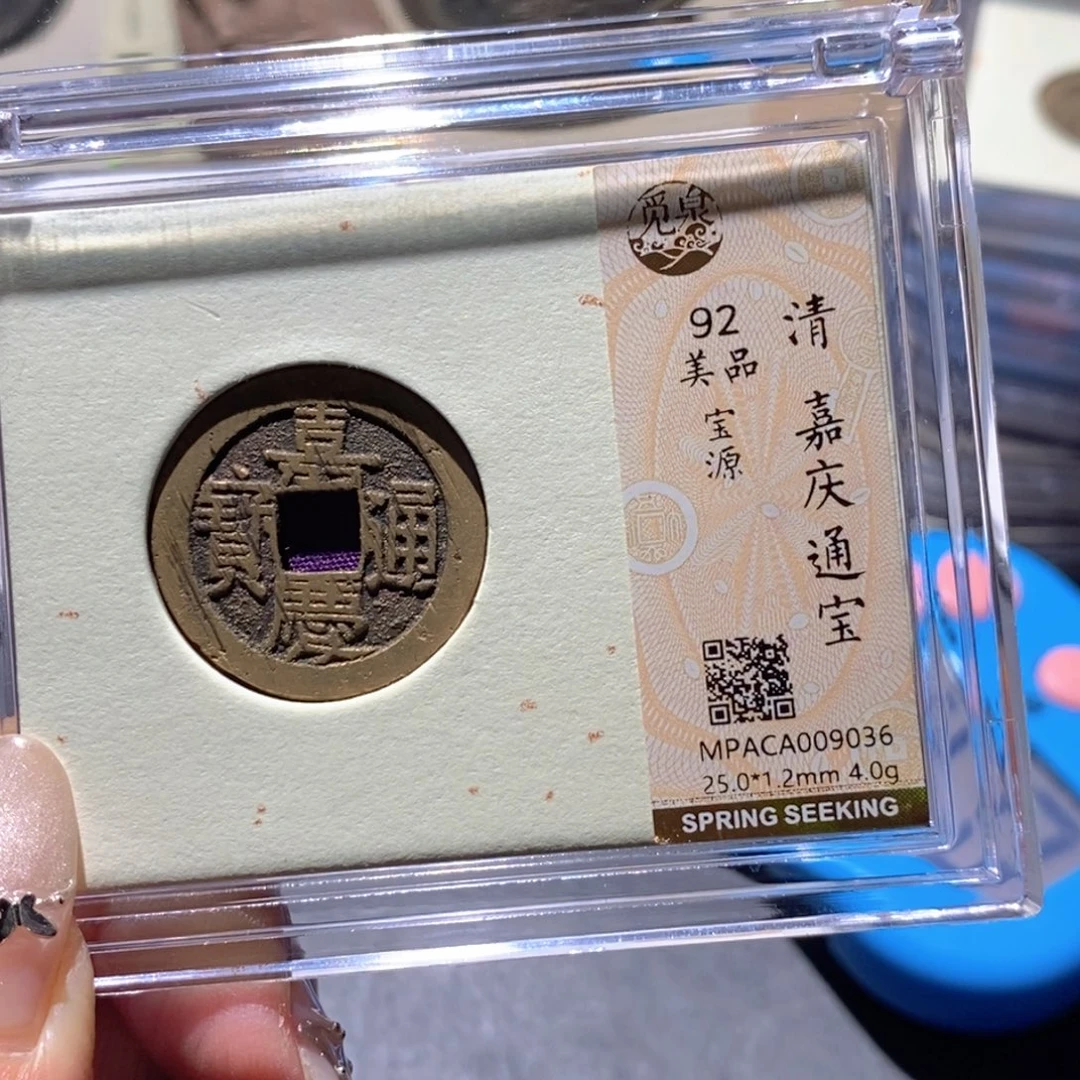 嘉慶通寶
觅泉
清 嘉庆通宝
92
美品
宝源
MPACA009036
25.0*1.2mm 4.0g
SPRING SEEKING